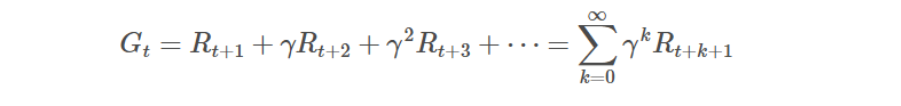 $$G_t = R_{t+1} + \gamma R_{t+2} + \gamma^2 R_{t+3} + \cdots = \sum_{k=0}^{\infty} \gamma^k R_{t+k+1}$$